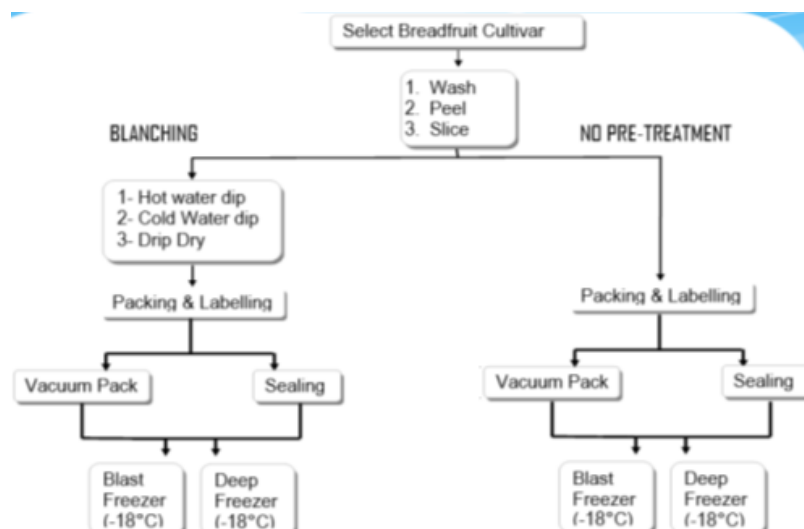 Select Breadfruit Cultivar
1. Wash
2. Peel
3. Slice
BLANCHING
NO PRE-TREATMENT
1- Hot water dip
2- Cold Water dip
3- Drip Dry
Packing & Labelling
Packing & Labelling
Vacuum Pack
Sealing
Vacuum Pack
Sealing
Blast
Freezer
(-18°C)
Deep
Freezer
(-18°C)
Blast
Freezer
(-18°C)
Deep
Freezer
(-18°C)